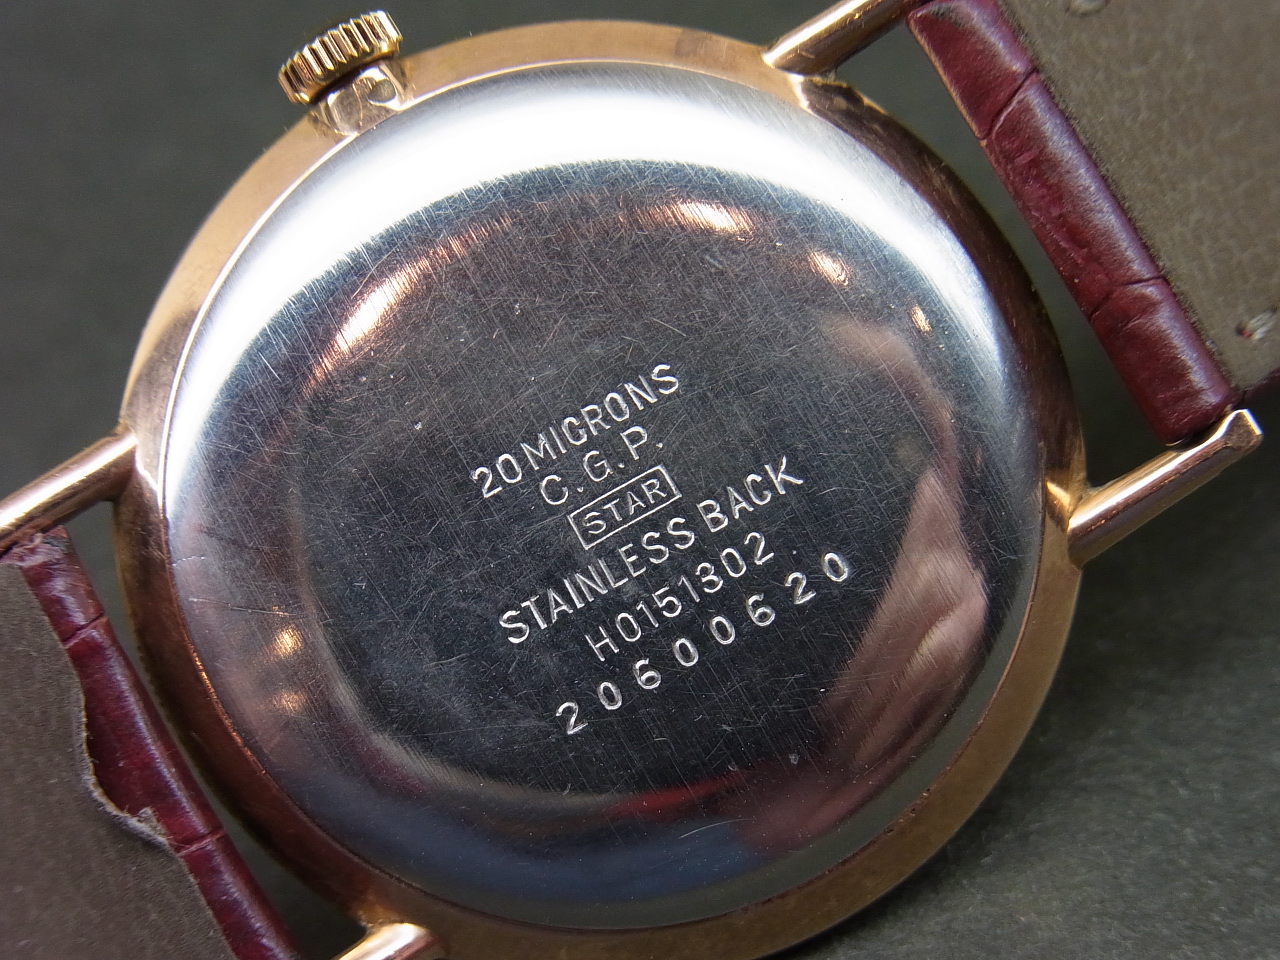 20 MICRONS
C.G.P.
STAR
STAINLESS BACK
H0151302
20600620